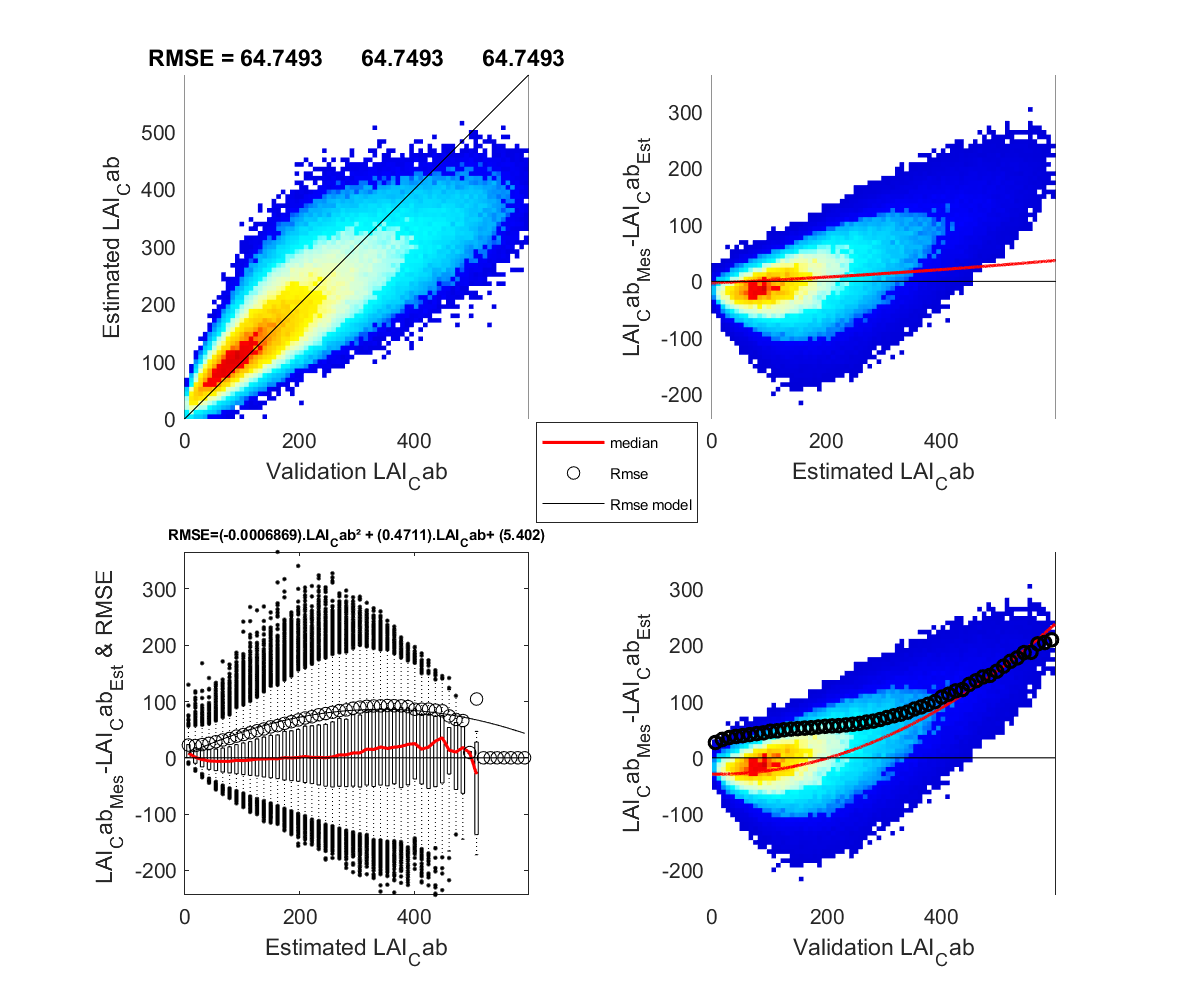 RMSE = 64.7493 64.7493 64.7493
500
400
300
200
100
0
0 200 400
Estimated LAI_Cab
Validation LAI_Cab
300
200
100
0
-100
-200
0 200 400
LAI_Cab_Mes-LAI_Cab_Est
Estimated LAI_Cab
median
Rmse
Rmse model
RMSE=(-0.0006869).LAI_Cab² + (0.4711).LAI_Cab+ (5.402)
300
200
100
0
-100
-200
0 200 400
LAI_Cab_Mes-LAI_Cab_Est & RMSE
Estimated LAI_Cab
300
200
100
0
-100
-200
0 200 400
LAI_Cab_Mes-LAI_Cab_Est
Validation LAI_Cab